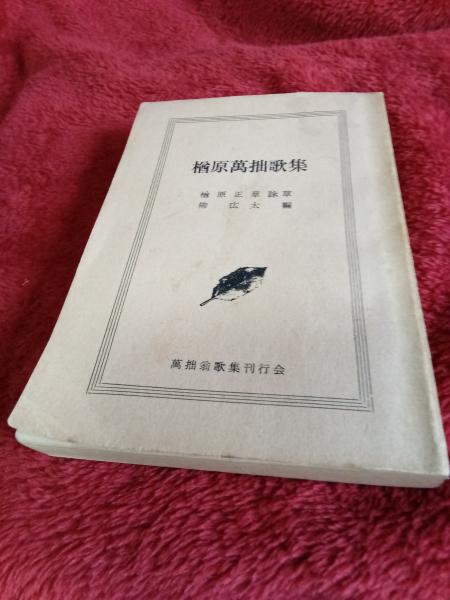 楢原萬拙歌集
楢原正章詠草
広太編
萬拙翁歌集刊行会